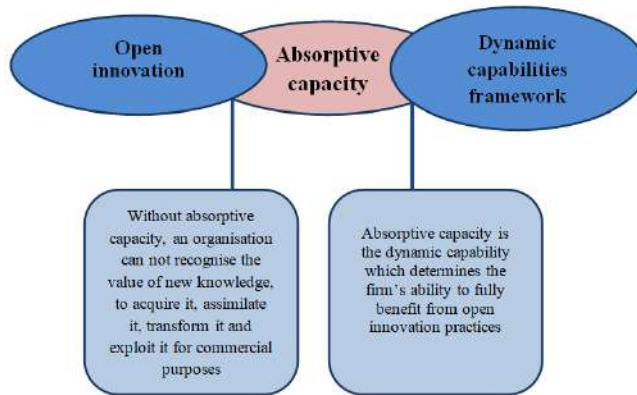 Open
innovation
Absorptive
capacity
Dynamic
capabilities
framework
Without absorptive
capacity, an organisation
can not recognise the
value of new knowledge,
to acquire it, assimilate
it, transform it and
exploit it for commercial
purposes
Absorptive capacity is
the dynamic capability
which determines the
firm's ability to fully
benefit from open
innovation practices